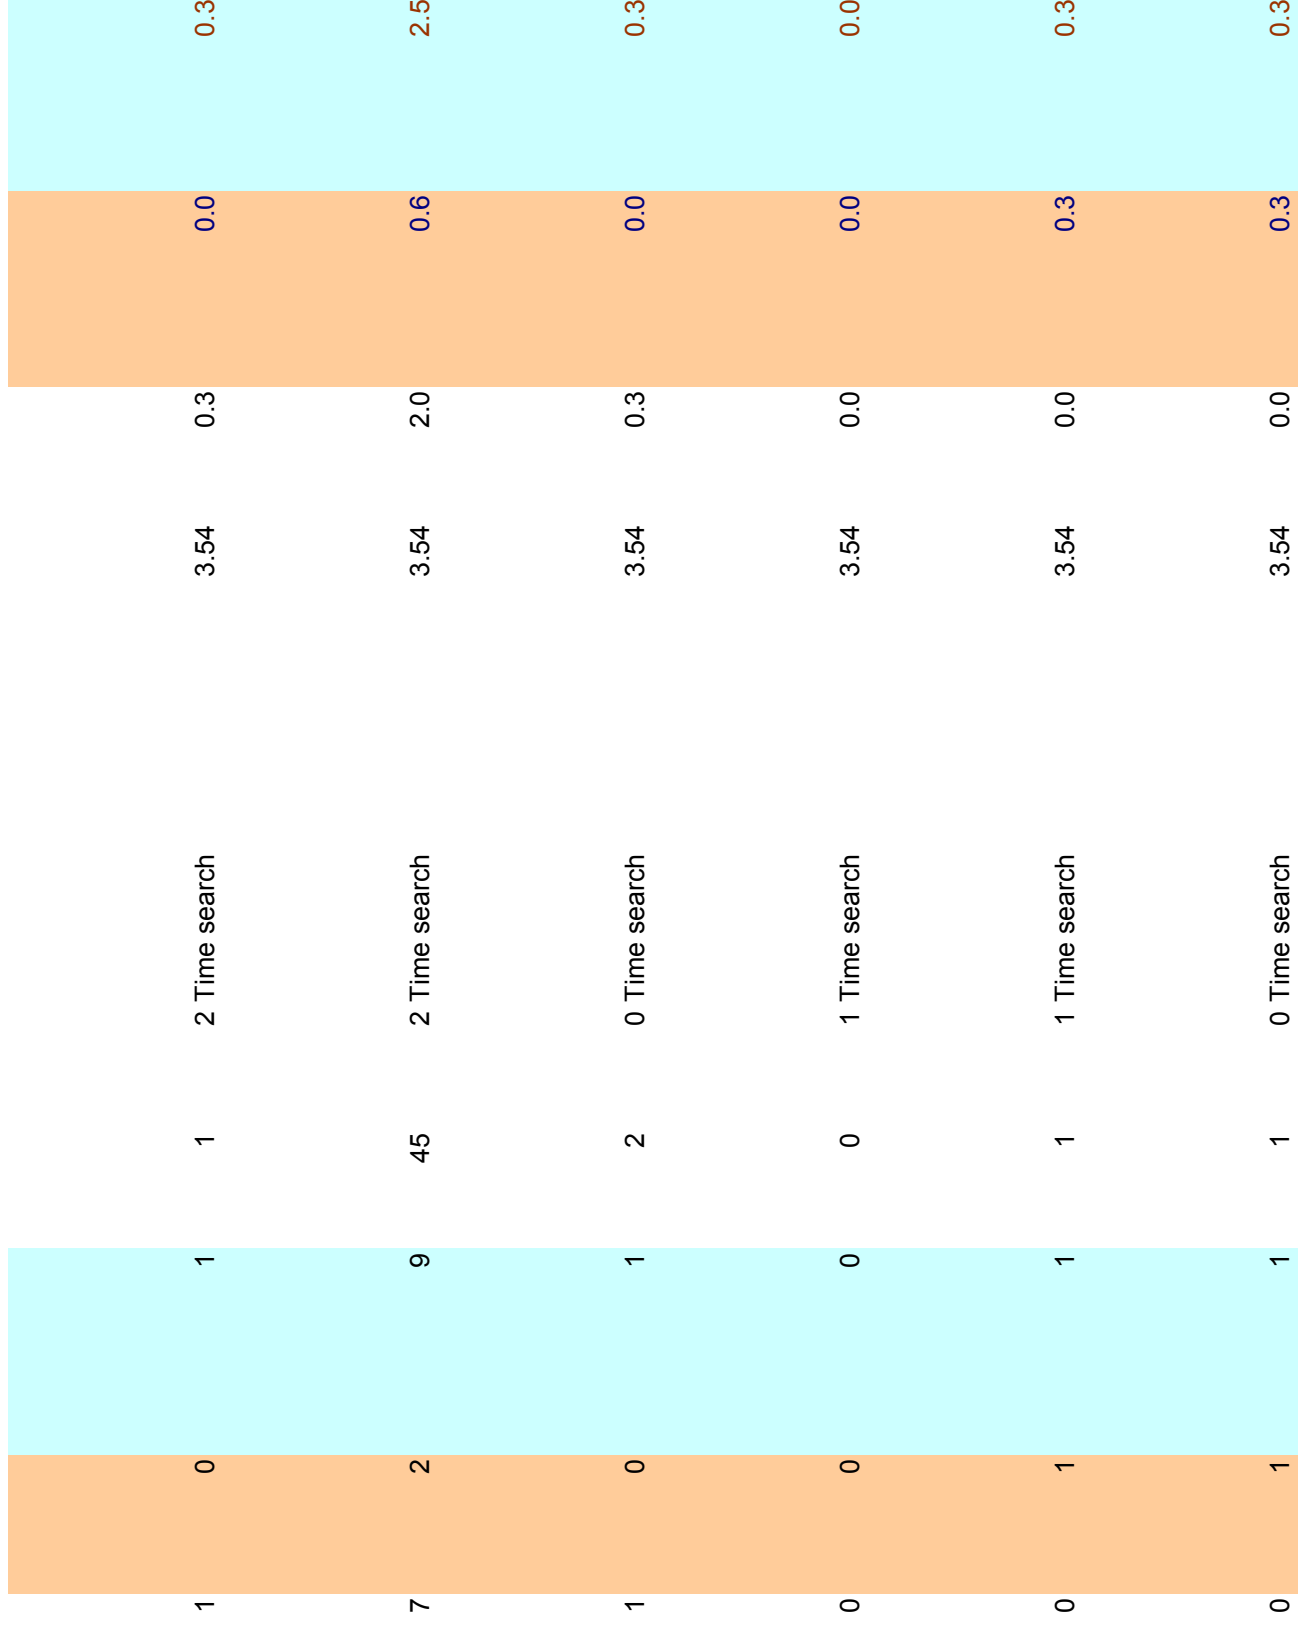 1 0 1 1 2 Time search 3.54 0.3 0.0 0.3
7 2 9 45 2 Time search 3.54 2.0 0.6 2.5
1 0 1 2 0 Time search 3.54 0.3 0.0 0.3
0 0 0 0 1 Time search 3.54 0.0 0.0 0.0
0 1 1 1 1 Time search 3.54 0.0 0.3 0.3
0 1 1 1 0 Time search 3.54 0.0 0.3 0.3